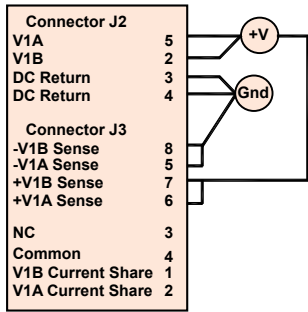 Connector J2
V1A 5
V1B 2
DC Return 3
DC Return 4
Connector J3
-V1B Sense 8
-V1A Sense 5
+V1B Sense 7
+V1A Sense 6
NC 3
Common 4
V1B Current Share 1
V1A Current Share 2
+V
Gnd